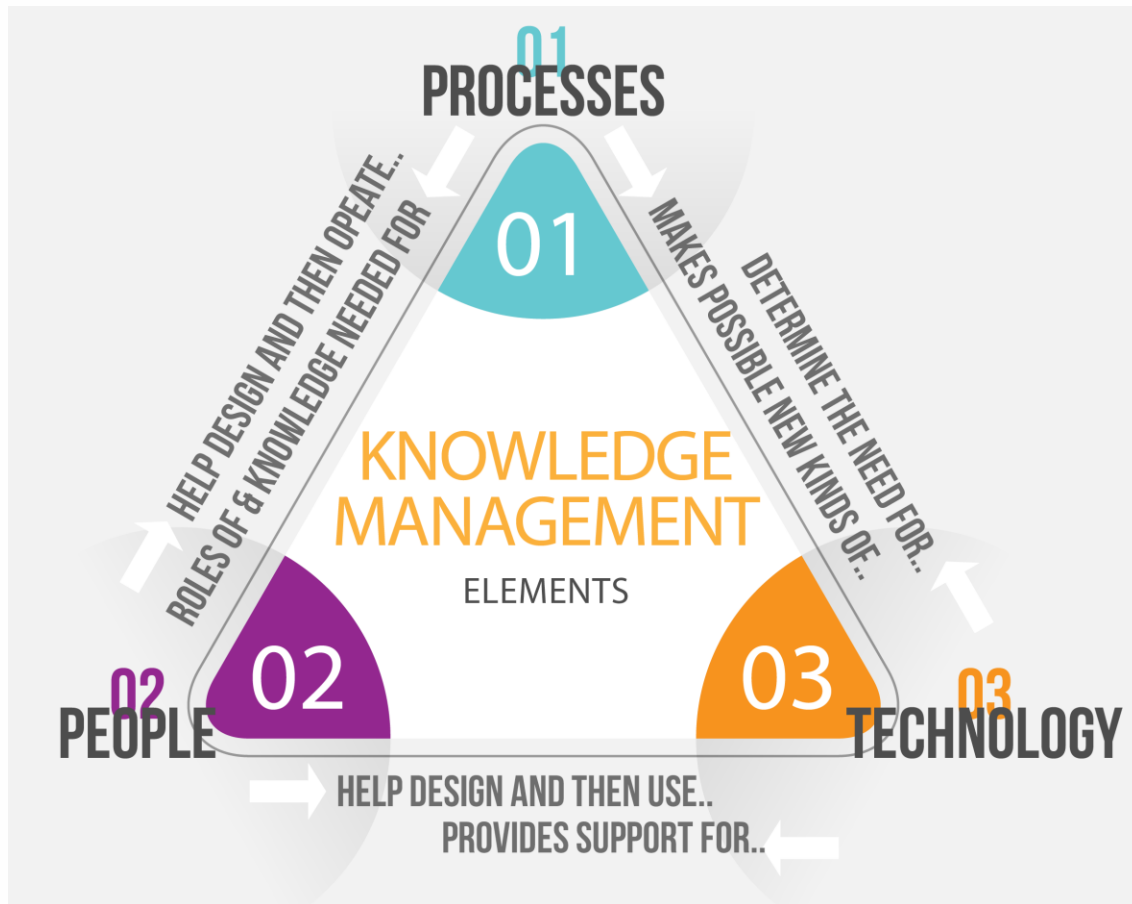 01
PROCESSES
01
HELP DESIGN AND THEN OPEATE..
ROLES OF & KNOWLEDGE NEEDED FOR
MAKES POSSIBLE NEW KINDS OF..
DETERMINE THE NEED FOR..
KNOWLEDGE
MANAGEMENT
ELEMENTS
02
03
02
PEOPLE
03
TECHNOLOGY
HELP DESIGN AND THEN USE..
PROVIDES SUPPORT FOR..